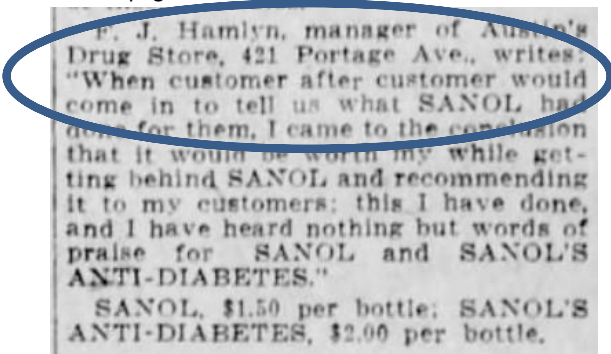 F. J. Hamlyn, manager of Austin's
Drug Store, 421 Portage Ave., writes:
"When customer after customer would
come in to tell us what SANOL had
done for them, I came to the conclusion
that it would be worth my while get-
ting behind SANOL and recommending
it to my customers; this I have done,
and I have heard nothing but words of
praise for SANOL and SANOL'S
ANTI-DIABETES."
SANOL, $1.50 per bottle; SANOL'S
ANTI-DIABETES, $2.00 per bottle.